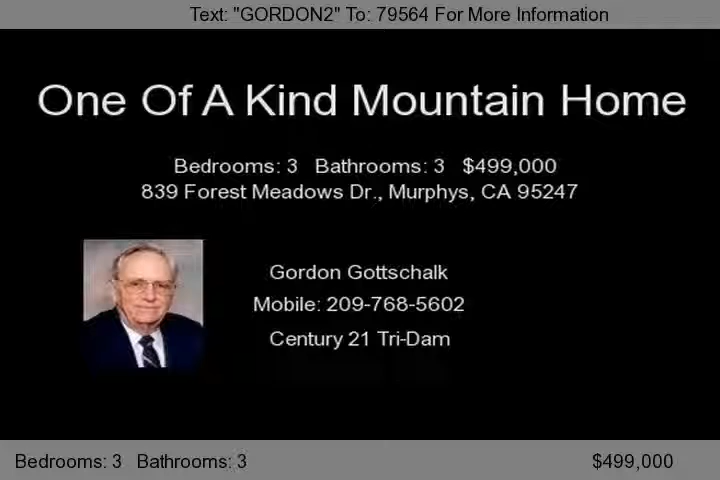 Text: "GORDON2" To: 79564 For More Information
One Of A Kind Mountain Home
Bedrooms: 3 Bathrooms: 3 $499,000
839 Forest Meadows Dr., Murphys, CA 95247
Gordon Gottschalk
Mobile: 209-768-5602
Century 21 Tri-Dam
Bedrooms: 3 Bathrooms: 3 $499,000